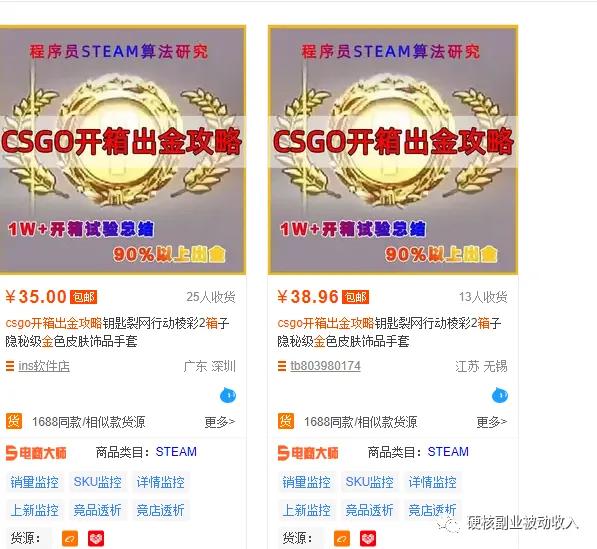 程序员STEAM算法研究
CSGO开箱出金攻略
1W+开箱试验总结
90%以上出金
¥35.00 包邮 25人收货
csgo开箱出金攻略钥匙裂网行动棱彩2箱子
隐秘级金色皮肤饰品手套
ins软件店 广东 深圳
货 1688同款/相似款货源 更多>
电商大师 商品类目：STEAM
销量监控 SKU监控 详情监控
上新监控 竞品透析 竞店透析
货源：
程序员STEAM算法研究
CSGO开箱出金攻略
1W+开箱试验总结
90%以上出金
¥38.96 包邮 13人收货
csgo开箱出金攻略钥匙裂网行动棱彩2箱子
隐秘级金色皮肤饰品手套
tb803980174 江苏 无锡
货 1688同款/相似款货源 更多>
电商大师 商品类目：STEAM
销量监控 SKU监控 详情监控
上新监控 竞品透析 竞店透析
货源：
硬核副业被动收入